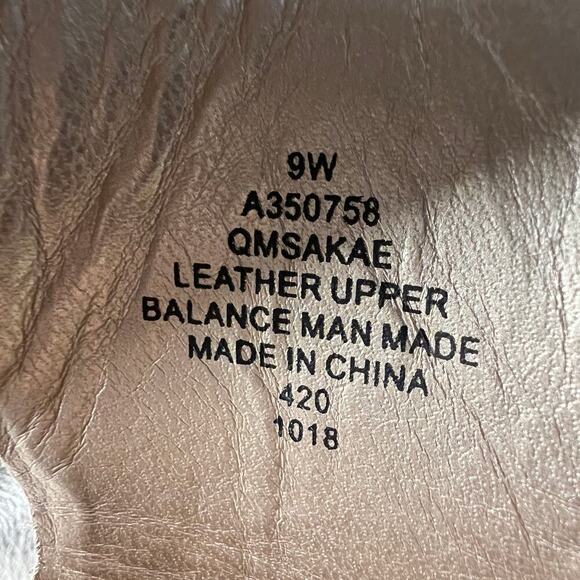 9W
A350758
QMSAKAE
LEATHER UPPER
BALANCE MAN MADE
MADE IN CHINA
420
1018